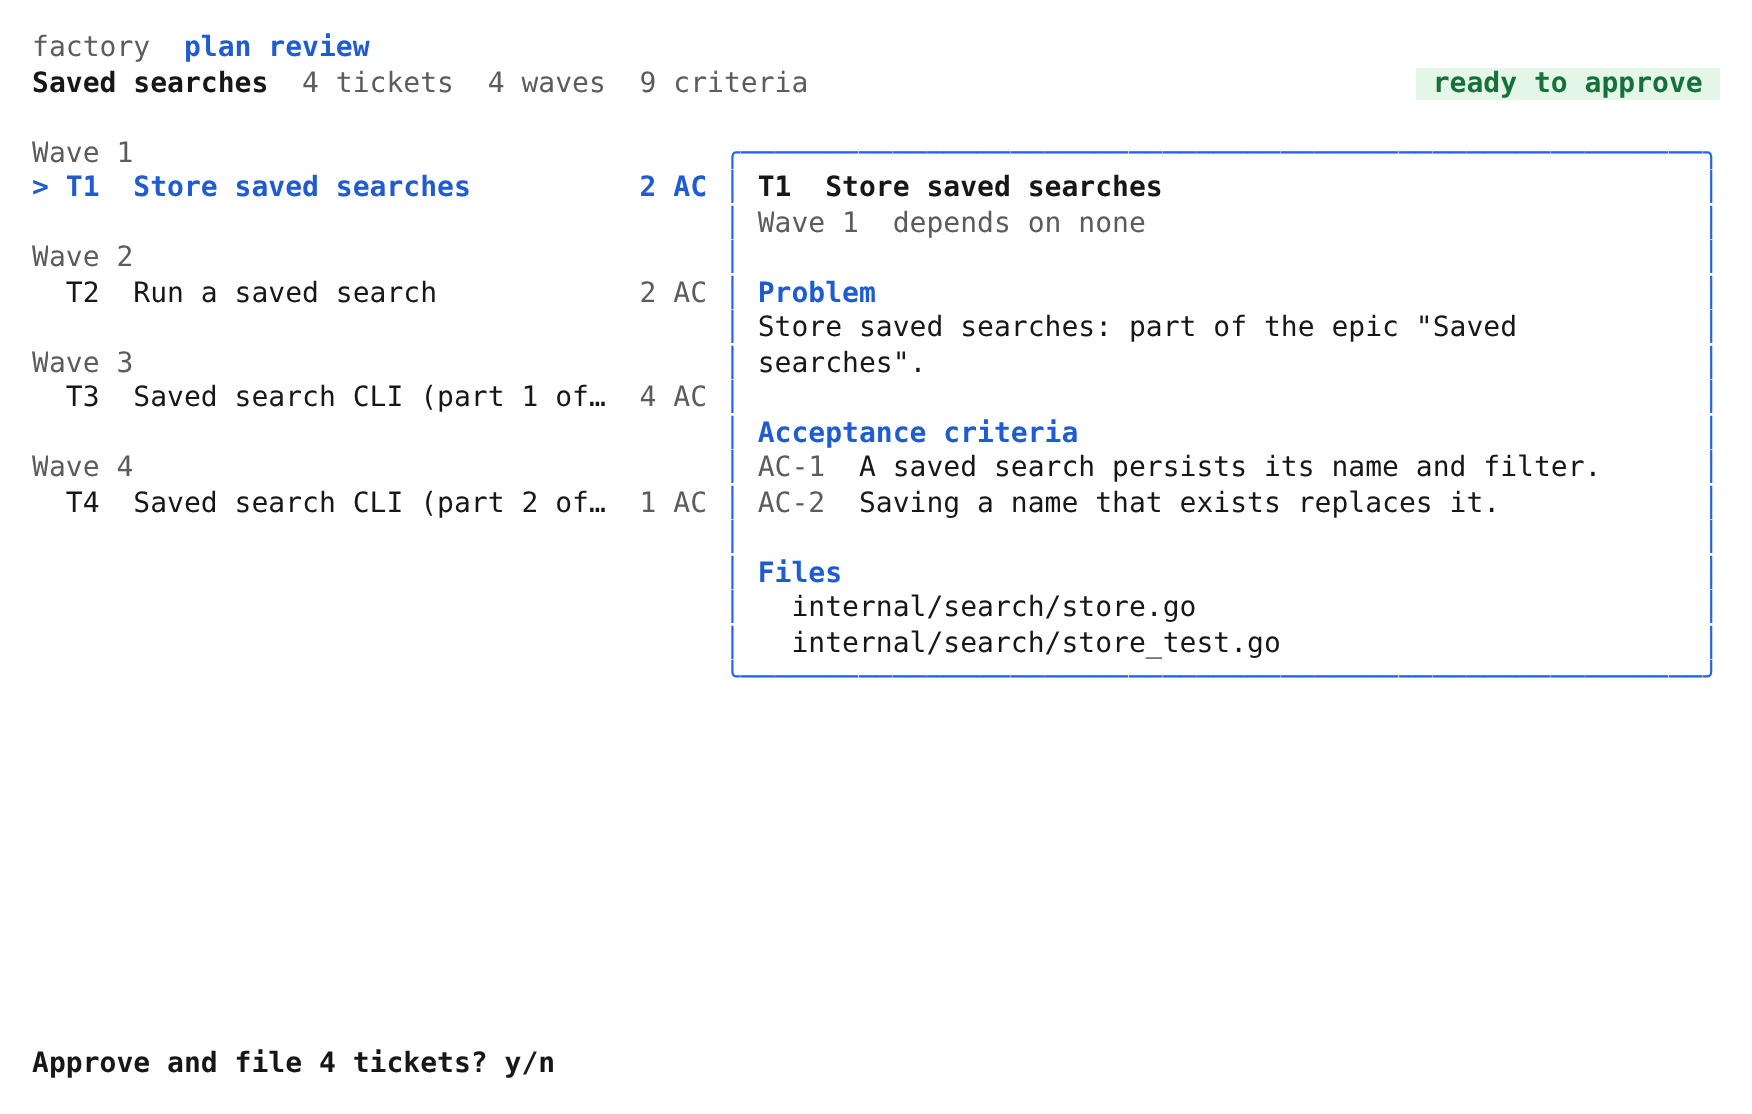 factory  plan review
Saved searches  4 tickets  4 waves  9 criteria
ready to approve
Wave 1
> T1  Store saved searches  2 AC
Wave 2
T2  Run a saved search  2 AC
Wave 3
T3  Saved search CLI (part 1 of…  4 AC
Wave 4
T4  Saved search CLI (part 2 of…  1 AC
T1  Store saved searches
Wave 1  depends on none
Problem
Store saved searches: part of the epic "Saved
searches".
Acceptance criteria
AC-1  A saved search persists its name and filter.
AC-2  Saving a name that exists replaces it.
Files
internal/search/store.go
internal/search/store_test.go
Approve and file 4 tickets? y/n